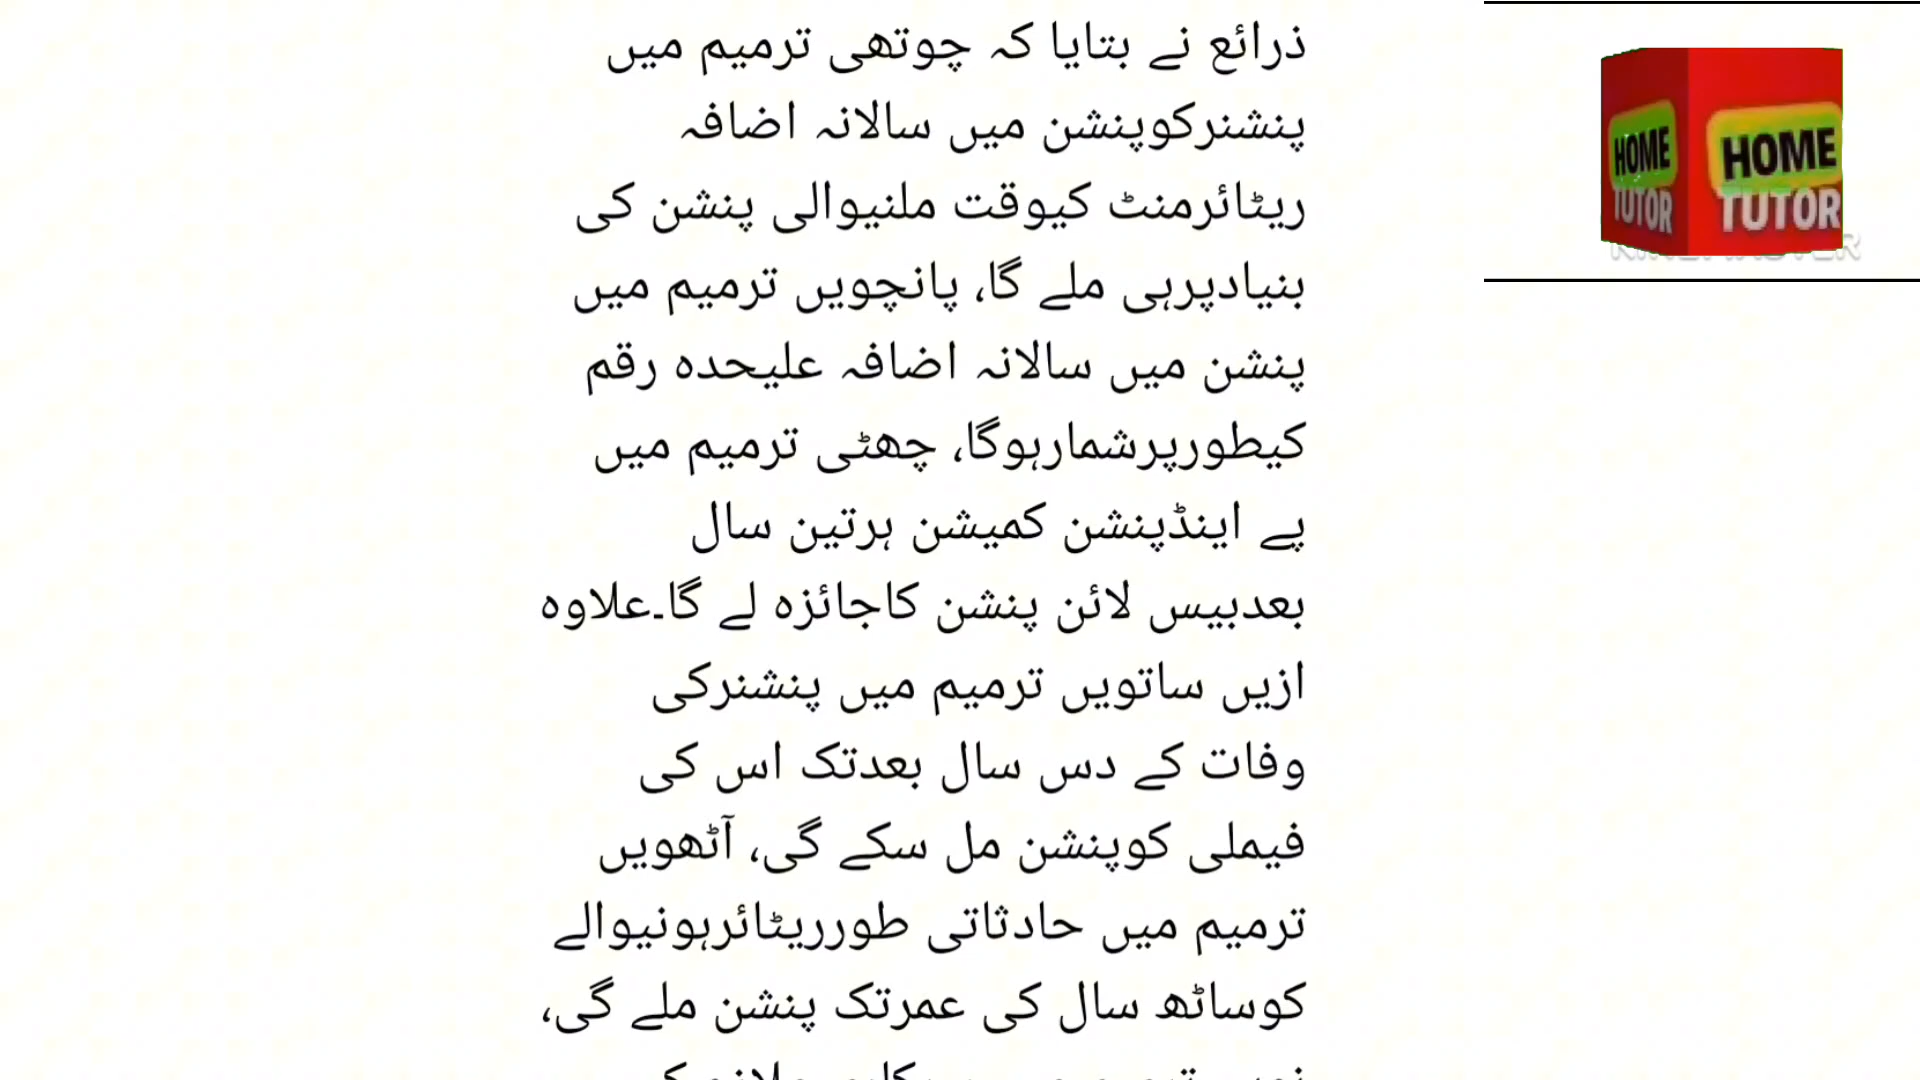 ذرائع نے بتایا کہ چوتھی ترمیم میں
پنشنرکوپنشن میں سالانہ اضافہ
ریٹائرمنٹ کیوقت ملنیوالی پنشن کی
بنیادپرہی ملے گا، پانچویں ترمیم میں
پنشن میں سالانہ اضافہ علیحدہ رقم
کیطورپرشمارہوگا، چھٹی ترمیم میں
پے اینڈپنشن کمیشن ہرتین سال
بعدبیس لائن پنشن کاجائزہ لے گا۔علاوہ
ازیں ساتویں ترمیم میں پنشنرکی
وفات کے دس سال بعدتک اس کی
فیملی کوپنشن مل سکے گی، آٹھویں
ترمیم میں حادثاتی طورریٹائرہونیوالے
کوساٹھ سال کی عمرتک پنشن ملے گی،
HOME
TUTOR
HOME
TUTOR